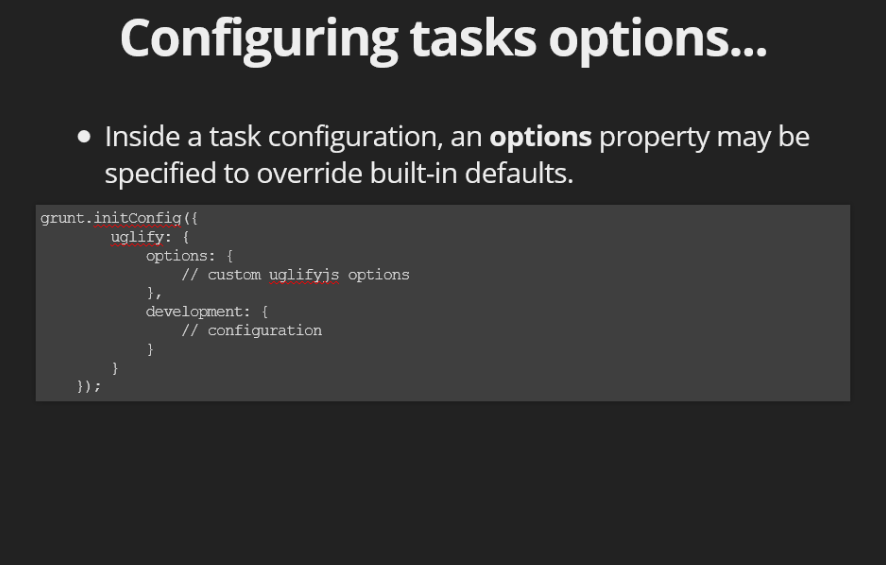 Configuring tasks options...
• Inside a task configuration, an options property may be
specified to override built-in defaults.
grunt.initConfig({
        uglify: {
            options: {
                // custom uglifyjs options
            },
            development: {
                // configuration
            }
        }
    });